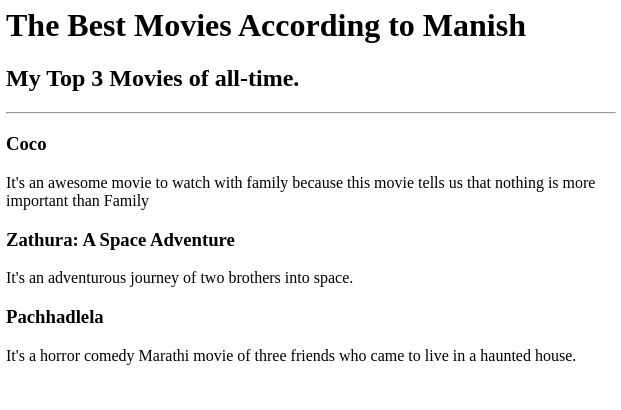 The Best Movies According to Manish
My Top 3 Movies of all-time.
Coco
It's an awesome movie to watch with family because this movie tells us that nothing is more
important than Family
Zathura: A Space Adventure
It's an adventurous journey of two brothers into space.
Pachhadlela
It's a horror comedy Marathi movie of three friends who came to live in a haunted house.